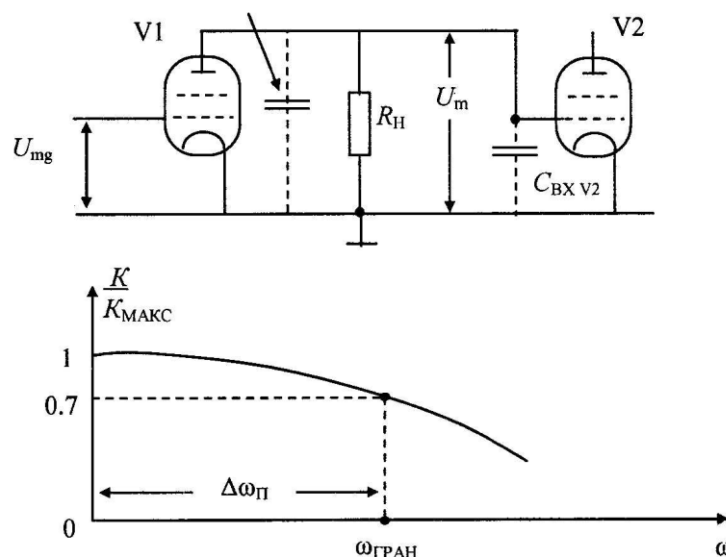 V1
V2
U_mg
R_Н
U_m
C_ВХ V2
K
K_МАКС
1
0.7
Δω_П
0
ω_ГРАН
ω